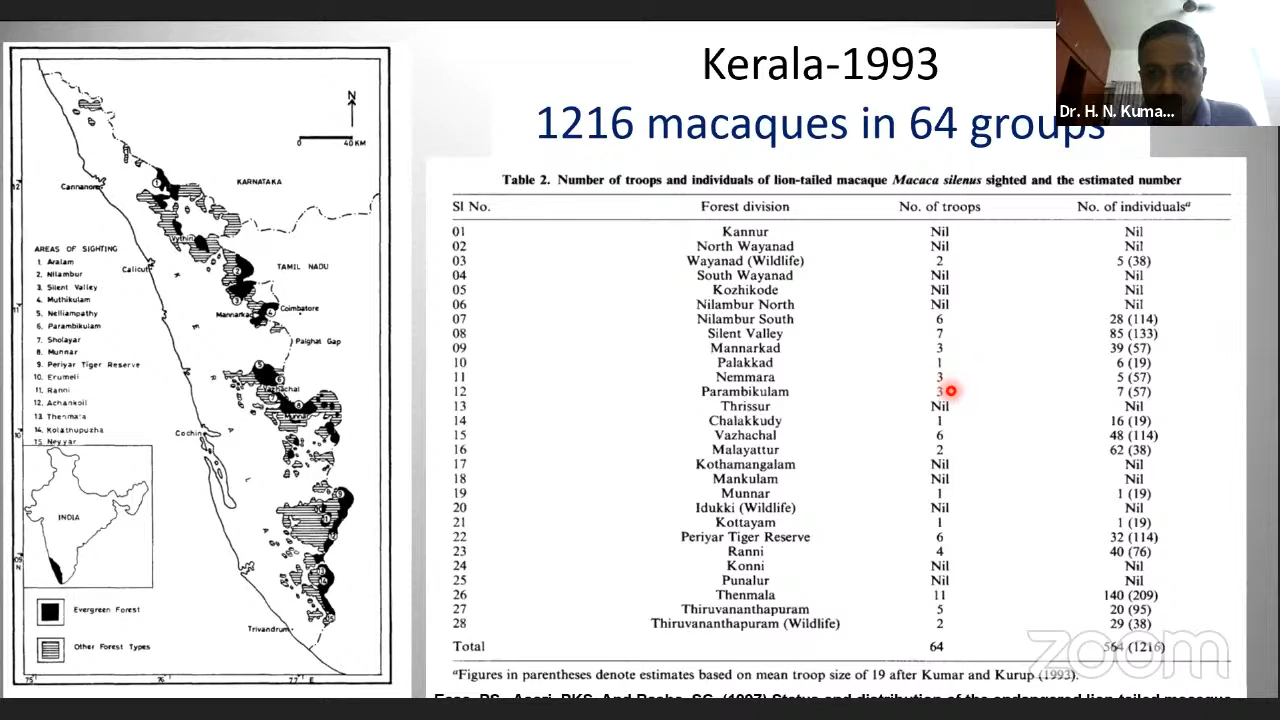 Kerala-1993
1216 macaques in 64 groups
Dr. H. N. Kuma...
N
0 40 KM
KARNATAKA
12
Cannanore
Vythiri
AREAS OF SIGHTING
1. Aralam
2. Nilambur
3. Silent Valley
4. Muthikulam
5. Nelliampathy
6. Parambikulam
7. Sholayar
8. Munnar
9. Periyar Tiger Reserve
10. Erumeli
11. Ranni
12. Achankoil
13 Thenmala
14. Kolathupuzha
15 Neyyar
Calicut
TAMIL NADU
11
Mannarkad
Coimbatore
Palghat Gap
Vazhachal
Munnar
10
Cochin
INDIA
Evergreen Forest
Trivandrum
Other Forest Types
75° 76 77° E
Table 2. Number of troops and individuals of lion-tailed macaque Macaca silenus sighted and the estimated number
Sl No. Forest division No. of troops No. of individualsª
01 Kannur Nil Nil
02 North Wayanad Nil Nil
03 Wayanad (Wildlife) 2 5 (38)
04 South Wayanad Nil Nil
05 Kozhikode Nil Nil
06 Nilambur North Nil Nil
07 Nilambur South 6 28 (114)
08 Silent Valley 7 85 (133)
09 Mannarkad 3 39 (57)
10 Palakkad 1 6 (19)
11 Nemmara 3 5 (57)
12 Parambikulam 3 7 (57)
13 Thrissur Nil Nil
14 Chalakkudy 1 16 (19)
15 Vazhachal 6 48 (114)
16 Malayattur 2 62 (38)
17 Kothamangalam Nil Nil
18 Mankulam Nil Nil
19 Munnar 1 1 (19)
20 Idukki (Wildlife) Nil Nil
21 Kottayam 1 1 (19)
22 Periyar Tiger Reserve 6 32 (114)
23 Ranni 4 40 (76)
24 Konni Nil Nil
25 Punalur Nil Nil
26 Thenmala 11 140 (209)
27 Thiruvananthapuram 5 20 (95)
28 Thiruvananthapuram (Wildlife) 2 29 (38)
Total 64 564 (1216)
ªFigures in parentheses denote estimates based on mean troop size of 19 after Kumar and Kurup (1993).
zoom